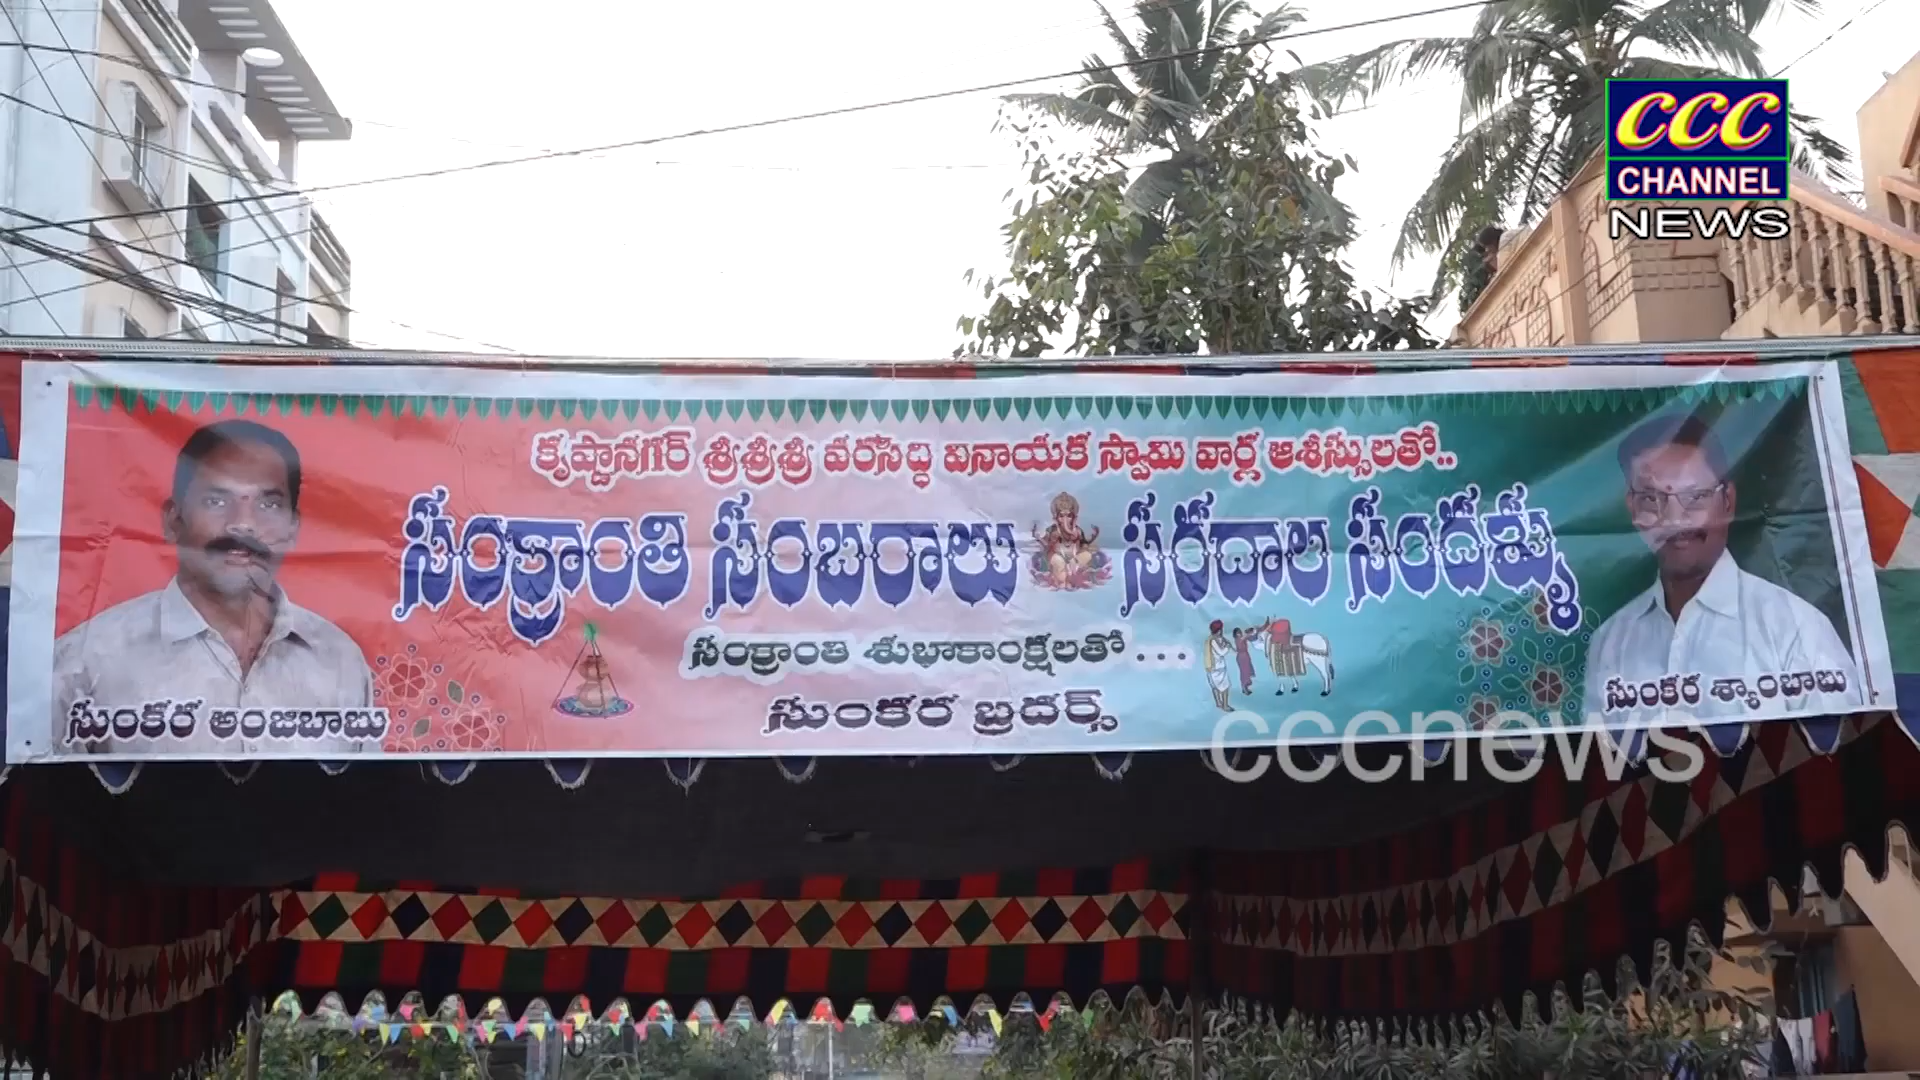 CCC
CHANNEL
NEWS
కృష్ణానగర్ శ్రీశ్రీశ్రీ వరసిద్ధి వినాయక స్వామి వార్ల ఆశీస్సులతో..
సంక్రాంతి సంబరాలు సరదాల సందళ్ళు
సంక్రాంతి శుభాకాంక్షలతో ...
సుంకర బ్రదర్స్
సుంకర అంజిబాబు
సుంకర శ్యాంబాబు
cccnews